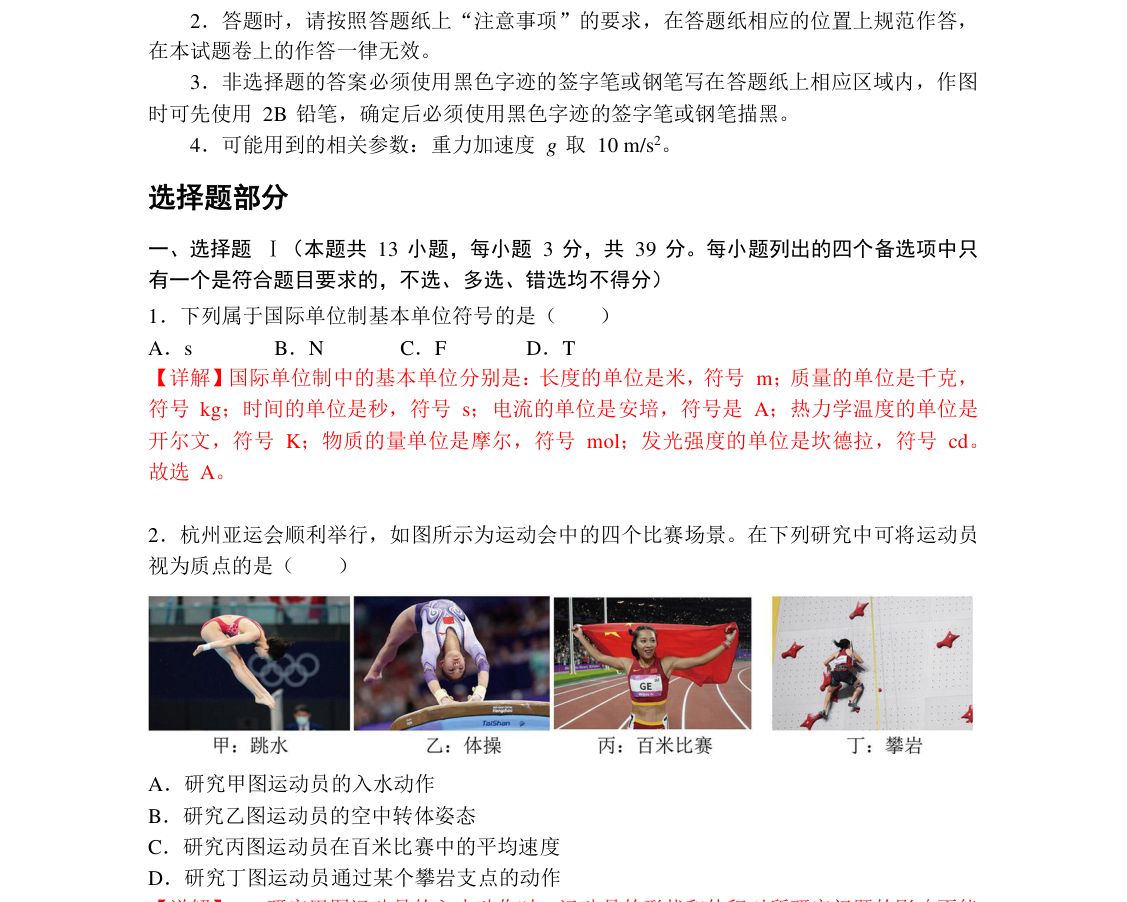 2．答题时，请按照答题纸上“注意事项”的要求，在答题纸相应的位置上规范作答，
在本试题卷上的作答一律无效。
3．非选择题的答案必须使用黑色字迹的签字笔或钢笔写在答题纸上相应区域内，作图
时可先使用 2B 铅笔，确定后必须使用黑色字迹的签字笔或钢笔描黑。
4．可能用到的相关参数：重力加速度 g 取 10 m/s²。
选择题部分
一、选择题 Ⅰ（本题共 13 小题，每小题 3 分，共 39 分。每小题列出的四个备选项中只
有一个是符合题目要求的，不选、多选、错选均不得分）
1．下列属于国际单位制基本单位符号的是（　　）
A．s B．N C．F D．T
【详解】国际单位制中的基本单位分别是：长度的单位是米，符号 m；质量的单位是千克，
符号 kg；时间的单位是秒，符号 s；电流的单位是安培，符号是 A；热力学温度的单位是
开尔文，符号 K；物质的量单位是摩尔，符号 mol；发光强度的单位是坎德拉，符号 cd。
故选 A。
2．杭州亚运会顺利举行，如图所示为运动会中的四个比赛场景。在下列研究中可将运动员
视为质点的是（　　）
GE
TaiShan
甲：跳水 乙：体操 丙：百米比赛 丁：攀岩
A．研究甲图运动员的入水动作
B．研究乙图运动员的空中转体姿态
C．研究丙图运动员在百米比赛中的平均速度
D．研究丁图运动员通过某个攀岩支点的动作